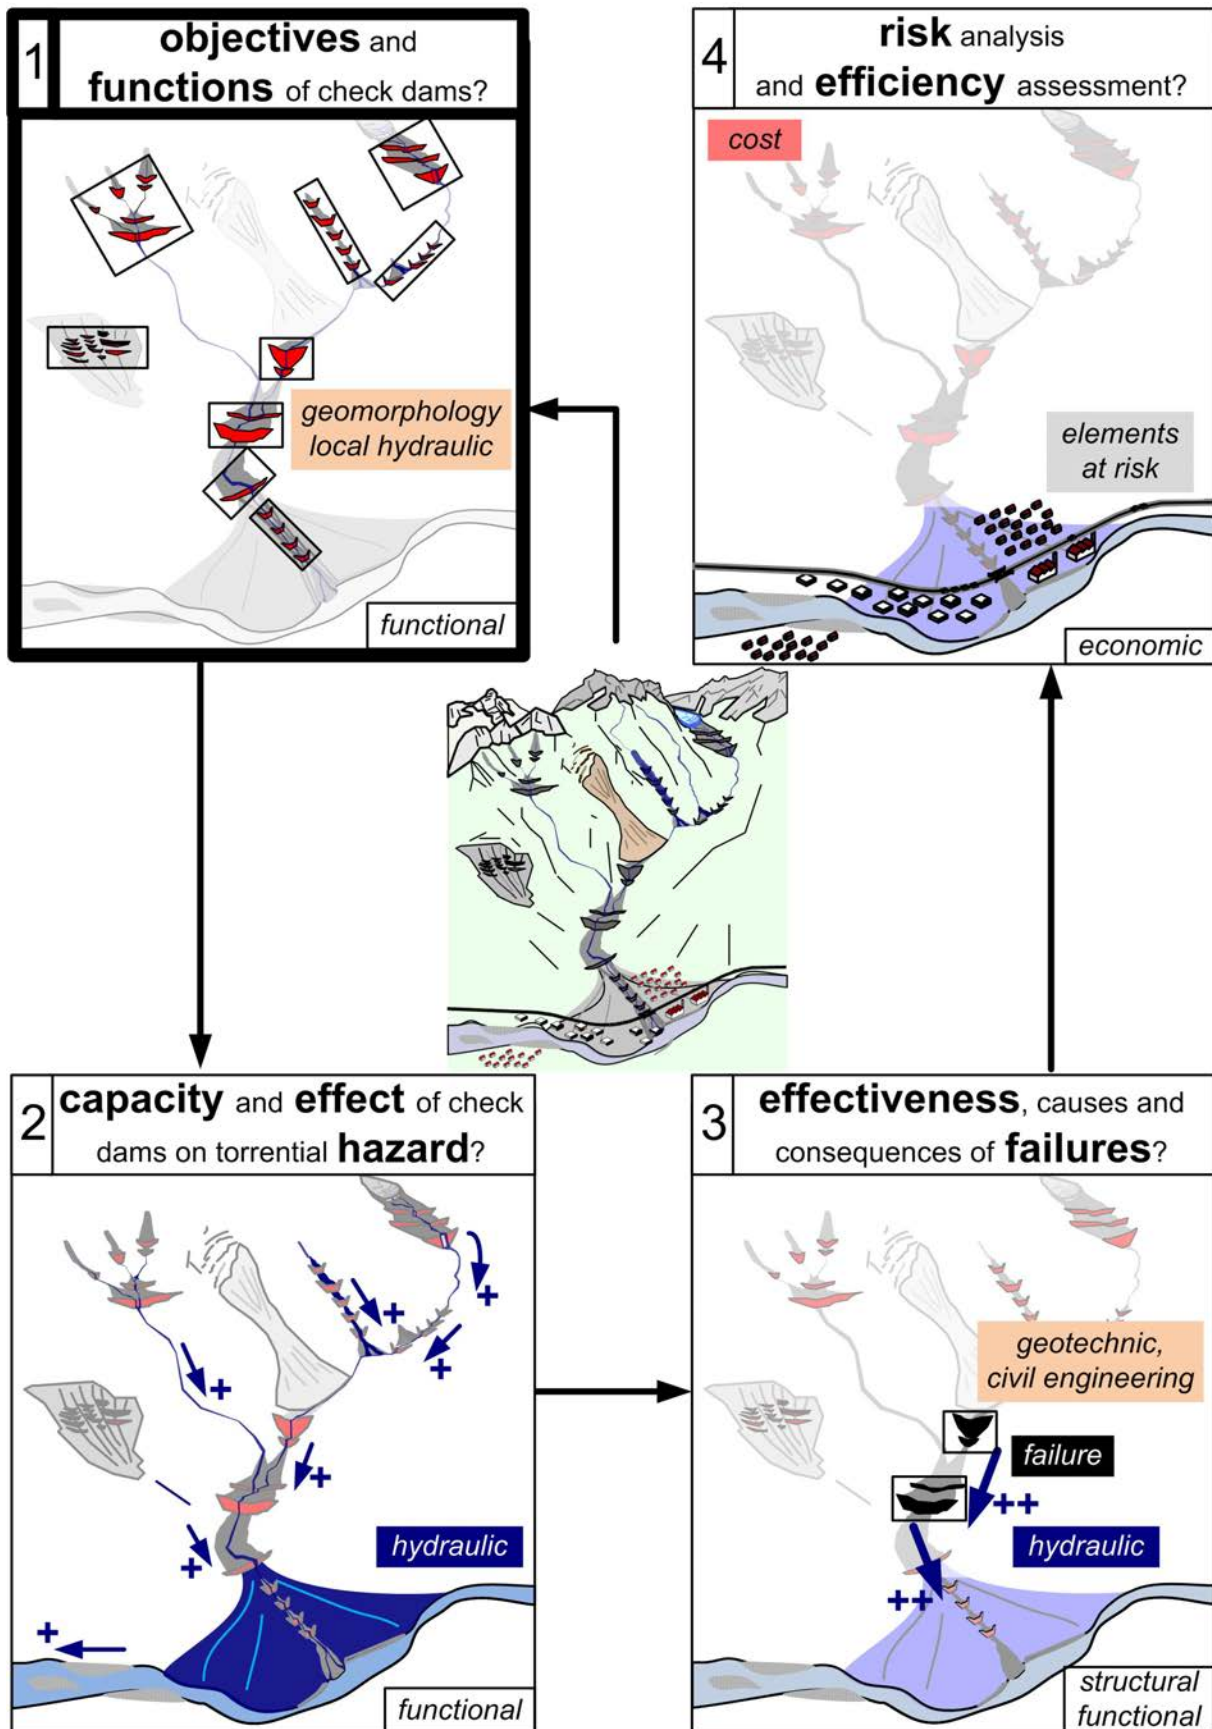 1
objectives and
functions of check dams?
geomorphology
local hydraulic
functional
4
risk analysis
and efficiency assessment?
cost
elements
at risk
economic
2
capacity and effect of check
dams on torrential hazard?
+
+
+
+
+
+
+
hydraulic
functional
3
effectiveness, causes and
consequences of failures?
geotechnic,
civil engineering
failure
++
hydraulic
++
structural
functional